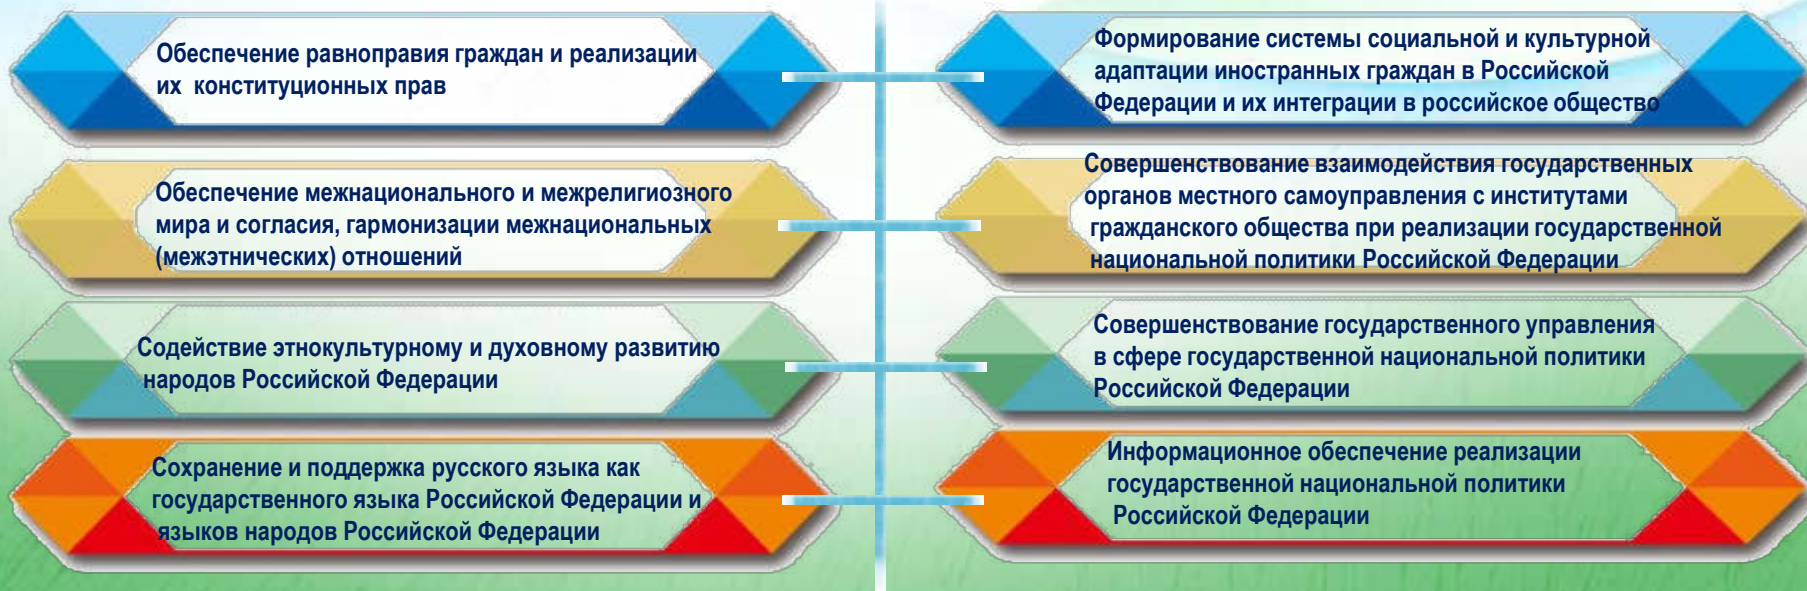 Обеспечение равноправия граждан и реализации
их конституционных прав
Обеспечение межнационального и межрелигиозного
мира и согласия, гармонизации межнациональных
(межэтнических) отношений
Содействие этнокультурному и духовному развитию
народов Российской Федерации
Сохранение и поддержка русского языка как
государственного языка Российской Федерации и
языков народов Российской Федерации
Формирование системы социальной и культурной
адаптации иностранных граждан в Российской
Федерации и их интеграции в российское общество
Совершенствование взаимодействия государственных
органов местного самоуправления с институтами
гражданского общества при реализации государственной
национальной политики Российской Федерации
Совершенствование государственного управления
в сфере государственной национальной политики
Российской Федерации
Информационное обеспечение реализации
государственной национальной политики
Российской Федерации